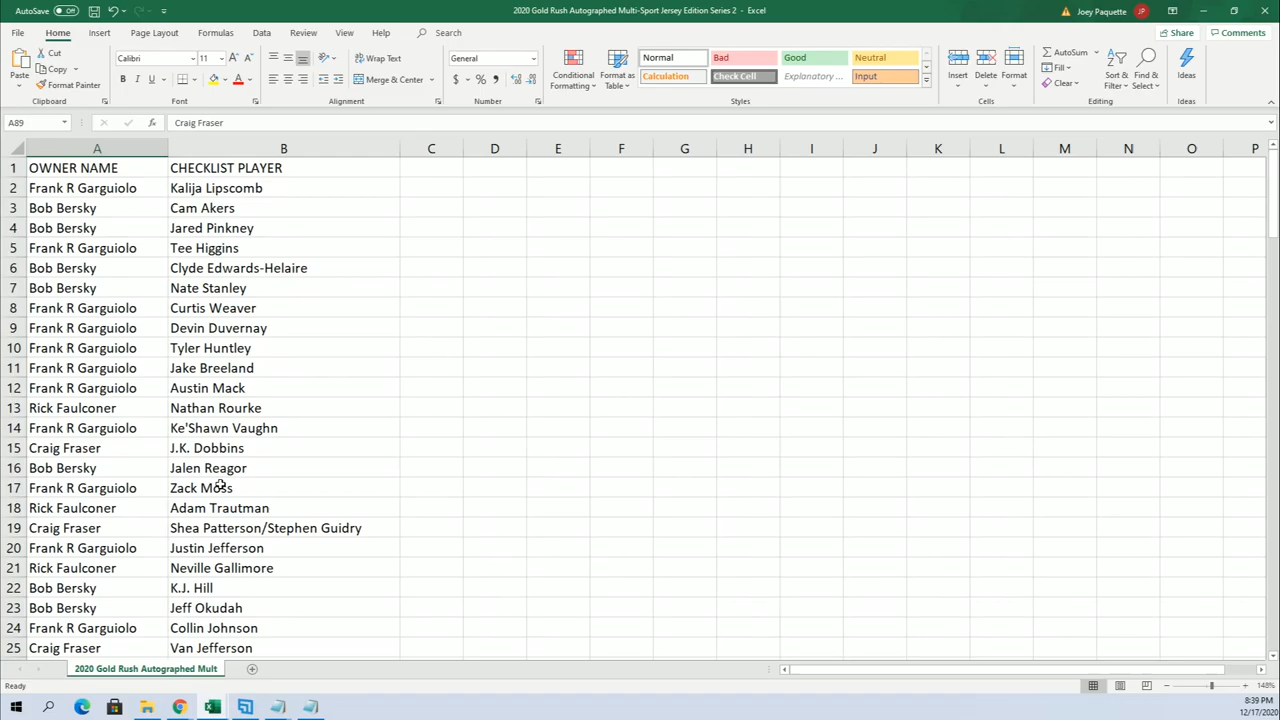 AutoSave Off 2020 Gold Rush Autographed Multi-Sport Jersey Edition Series 2 - Excel Joey Paquette JP
File Home Insert Page Layout Formulas Data Review View Help Search Share Comments
Paste Cut Copy Format Painter Clipboard
Calibri 11 A A B I U A Font
Wrap Text Merge & Center Alignment
General $ % , Number
Conditional Formatting Format as Table Normal Bad Good Neutral Calculation Check Cell Explanatory ... Input Styles
Insert Delete Format Cells
AutoSum Fill Clear Sort & Filter Find & Select Editing
Ideas Ideas
A89 fx Craig Fraser
A B C D E F G H I J K L M N O P
1 OWNER NAME CHECKLIST PLAYER
2 Frank R Garguiolo Kalija Lipscomb
3 Bob Bersky Cam Akers
4 Bob Bersky Jared Pinkney
5 Frank R Garguiolo Tee Higgins
6 Bob Bersky Clyde Edwards-Helaire
7 Bob Bersky Nate Stanley
8 Frank R Garguiolo Curtis Weaver
9 Frank R Garguiolo Devin Duvernay
10 Frank R Garguiolo Tyler Huntley
11 Frank R Garguiolo Jake Breeland
12 Frank R Garguiolo Austin Mack
13 Rick Faulconer Nathan Rourke
14 Frank R Garguiolo Ke'Shawn Vaughn
15 Craig Fraser J.K. Dobbins
16 Bob Bersky Jalen Reagor
17 Frank R Garguiolo Zack Moss
18 Rick Faulconer Adam Trautman
19 Craig Fraser Shea Patterson/Stephen Guidry
20 Frank R Garguiolo Justin Jefferson
21 Rick Faulconer Neville Gallimore
22 Bob Bersky K.J. Hill
23 Bob Bersky Jeff Okudah
24 Frank R Garguiolo Collin Johnson
25 Craig Fraser Van Jefferson
2020 Gold Rush Autographed Mult
Ready 148%
8:39 PM
12/17/2020